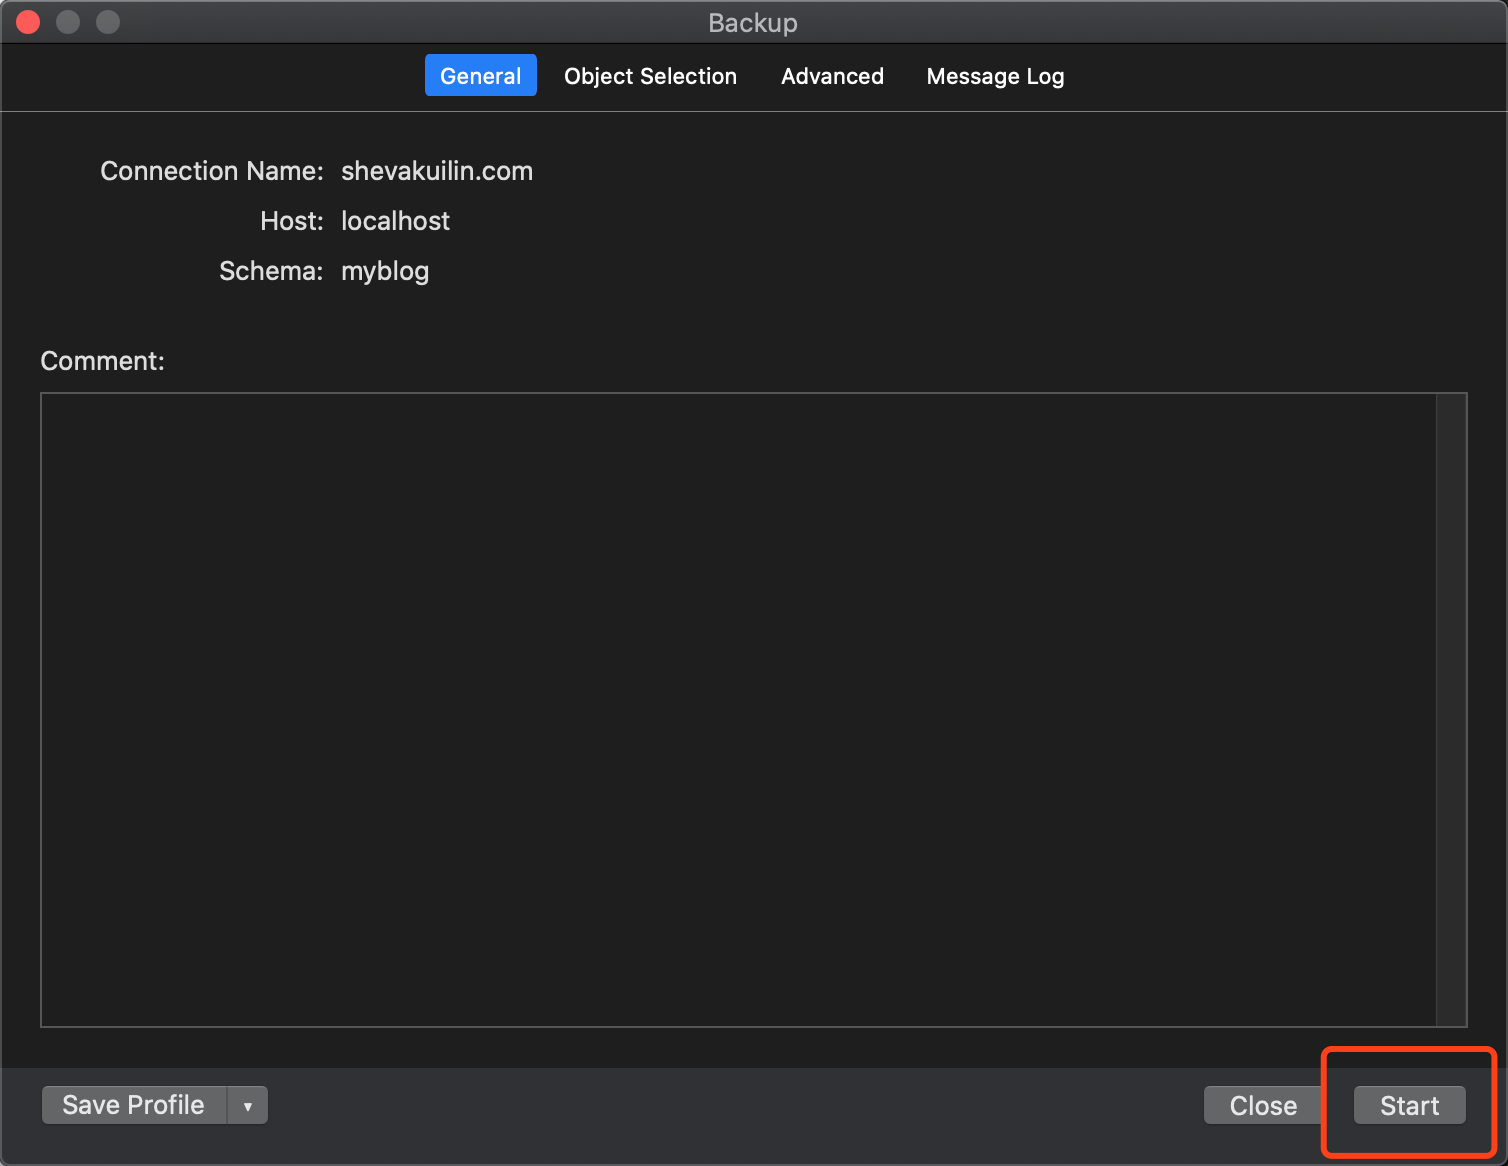 Backup
General Object Selection Advanced Message Log
Connection Name: shevakuilin.com
Host: localhost
Schema: myblog
Comment:
Save Profile ▼ Close Start